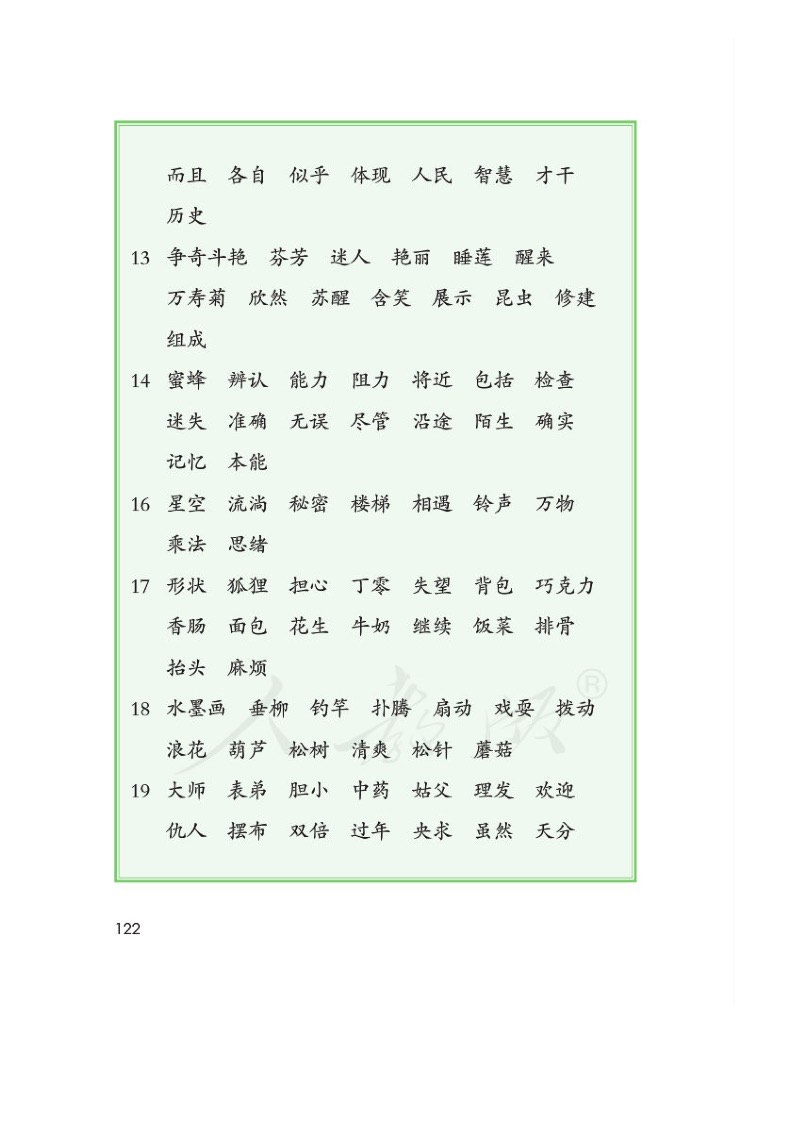 而且 各自 似乎 体现 人民 智慧 才干
历史
13 争奇斗艳 芬芳 迷人 艳丽 睡莲 醒来
万寿菊 欣然 苏醒 含笑 展示 昆虫 修建
组成
14 蜜蜂 辨认 能力 阻力 将近 包括 检查
迷失 准确 无误 尽管 沿途 陌生 确实
记忆 本能
16 星空 流淌 秘密 楼梯 相遇 铃声 万物
乘法 思绪
17 形状 狐狸 担心 丁零 失望 背包 巧克力
香肠 面包 花生 牛奶 继续 饭菜 排骨
抬头 麻烦
18 水墨画 垂柳 钓竿 扑腾 扇动 戏耍 拨动
浪花 葫芦 松树 清爽 松针 蘑菇
19 大师 表弟 胆小 中药 姑父 理发 欢迎
仇人 摆布 双倍 过年 央求 虽然 天分
人教版®
122